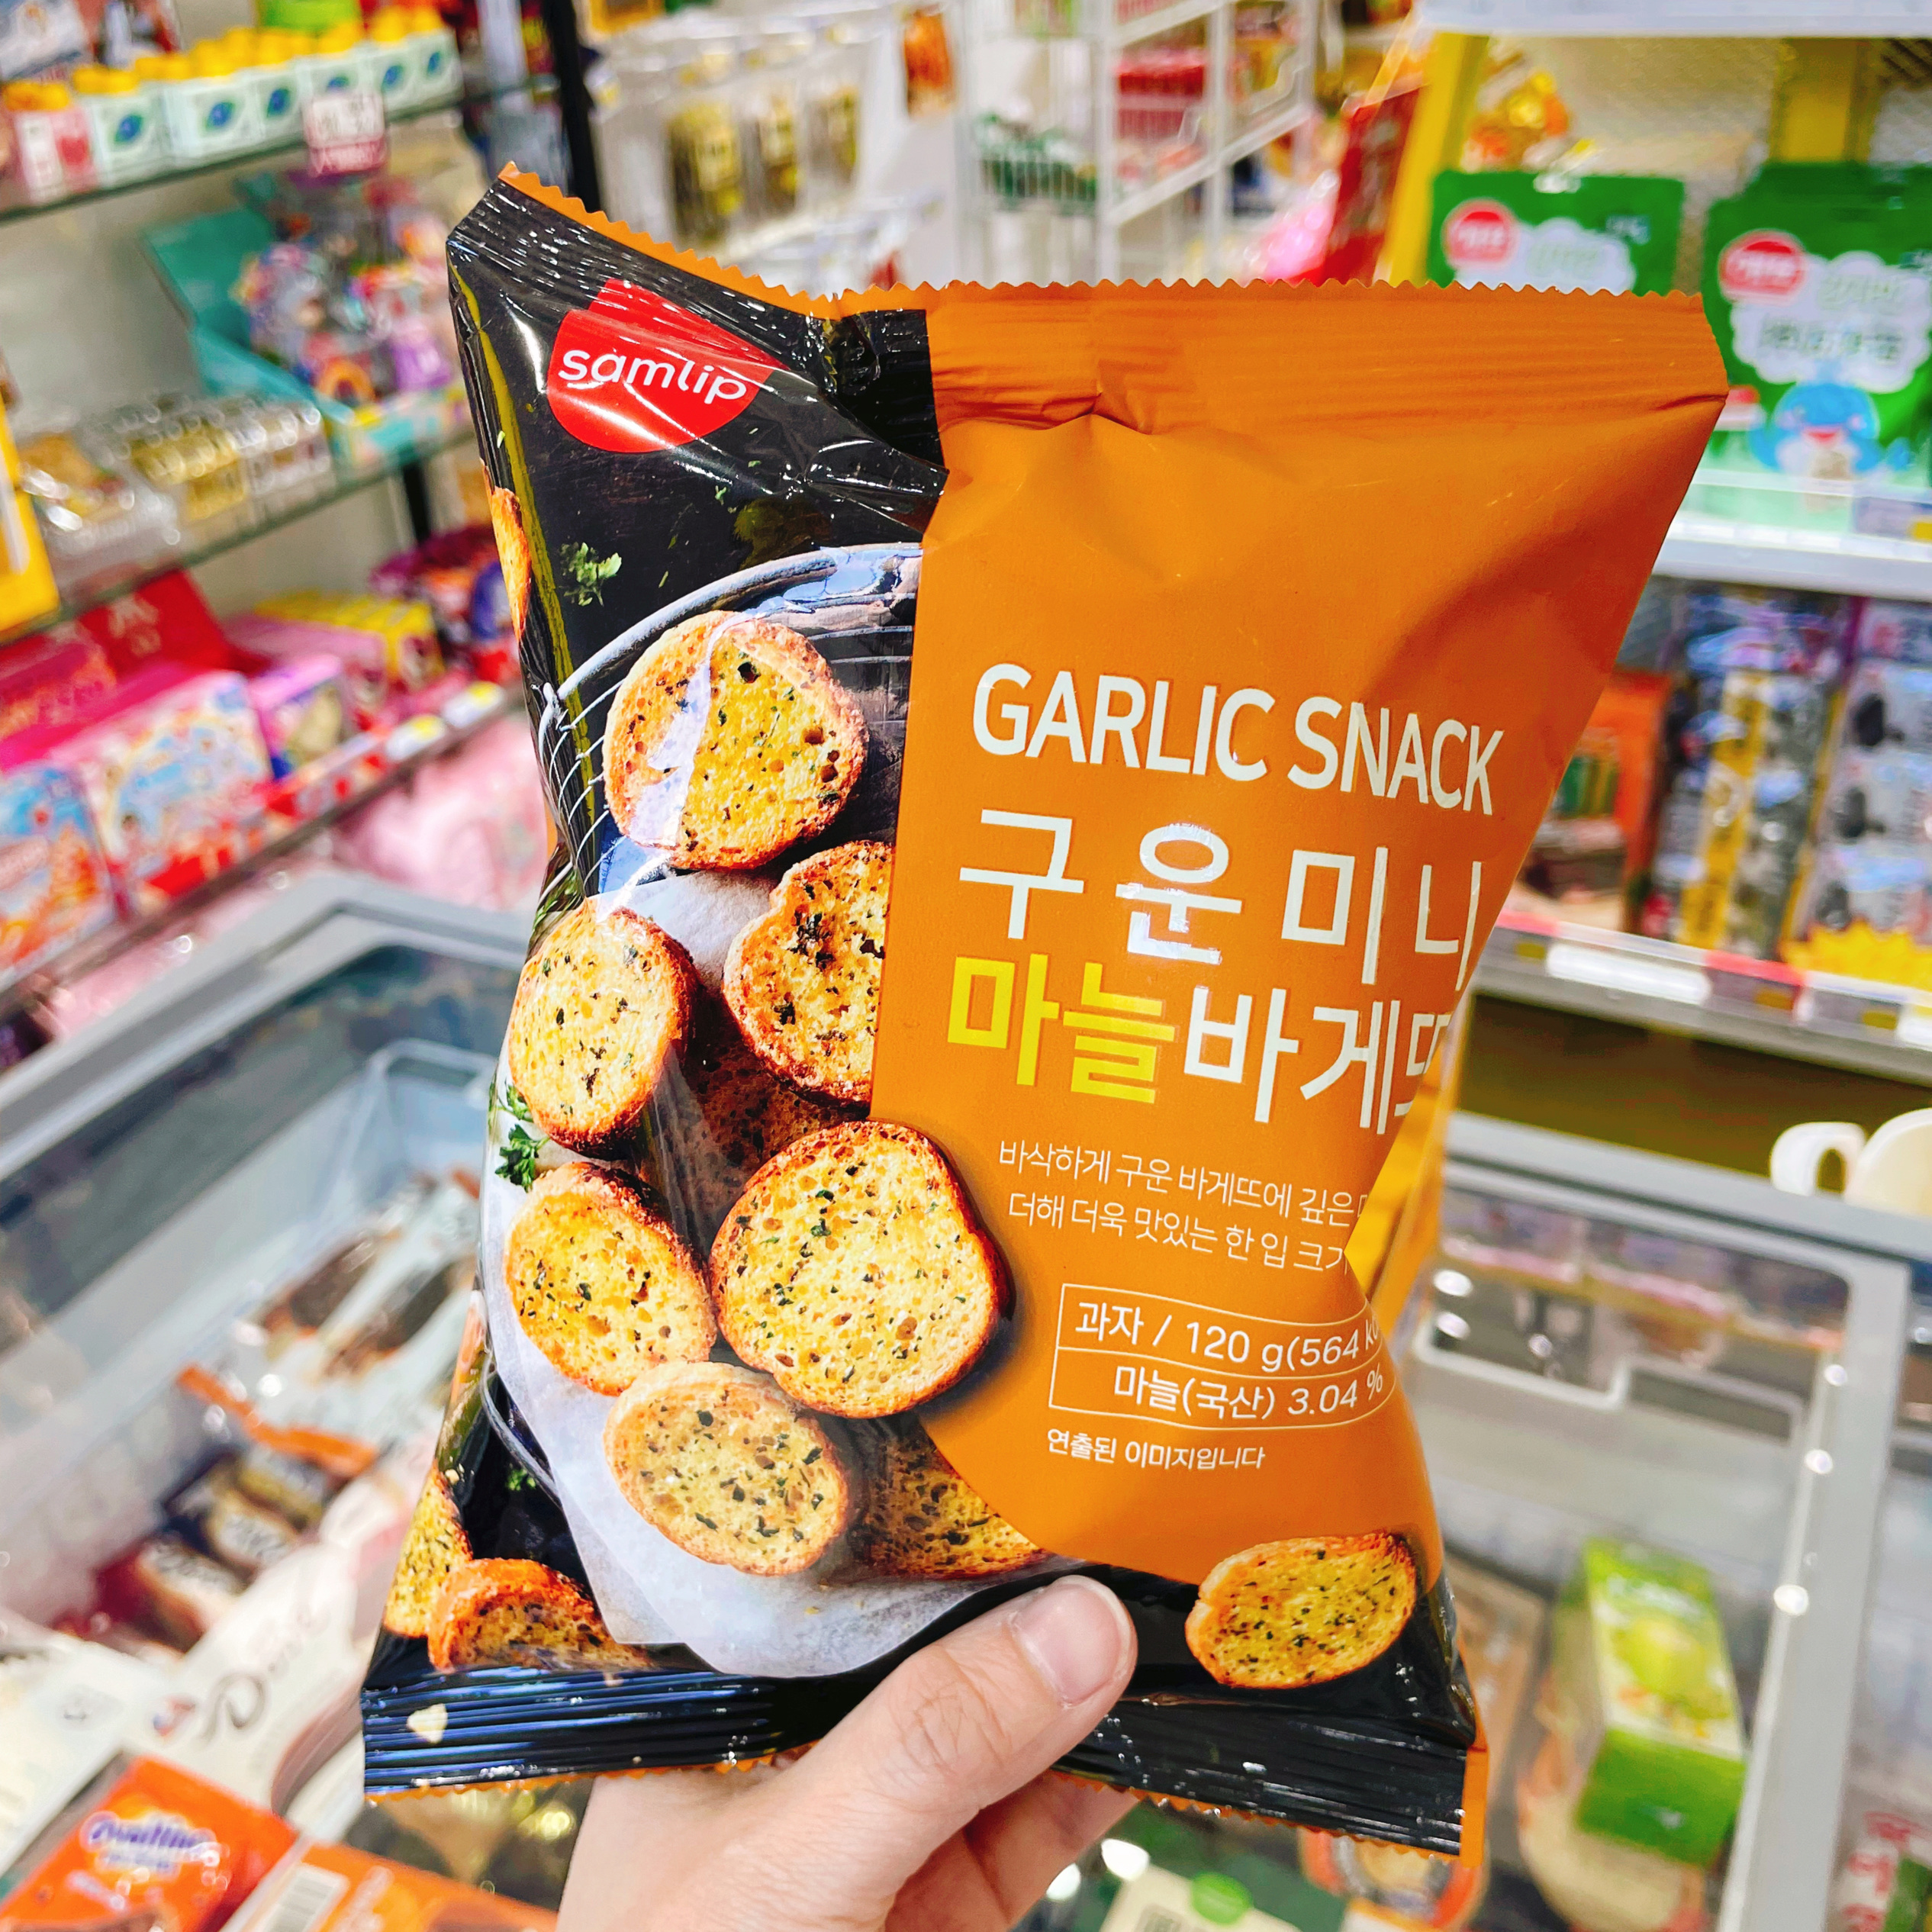 samlip
GARLIC SNACK
구운 미니
마늘바게뜨
바삭하게 구운 바게뜨에 깊은
더해 더욱 맛있는 한 입 크기
과자 / 120 g(564
마늘(국산) 3.04 %
연출된 이미지입니다
Ovaltine